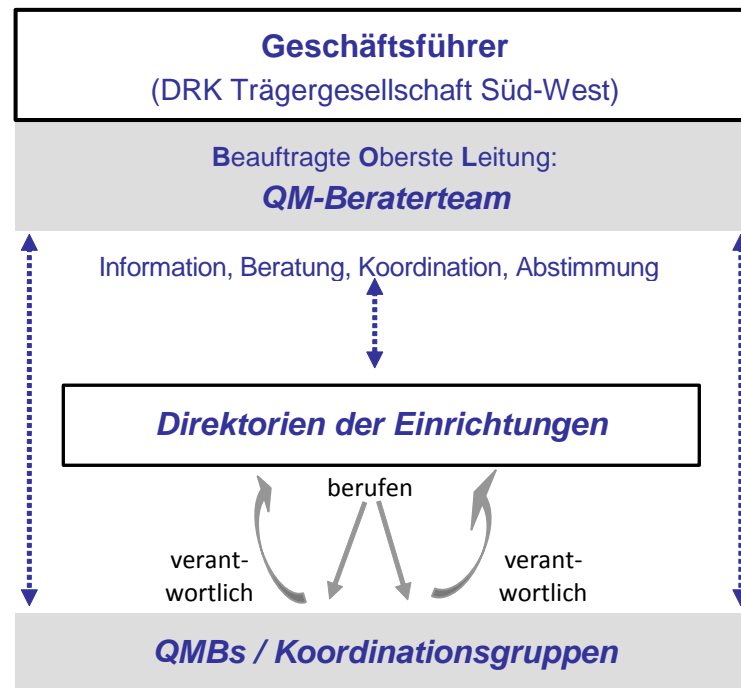 Geschäftsführer
(DRK Trägergesellschaft Süd-West)
Beauftragte Oberste Leitung:
QM-Beraterteam
Information, Beratung, Koordination, Abstimmung
Direktorien der Einrichtungen
berufen
verant-
wortlich
verant-
wortlich
QMBs / Koordinationsgruppen